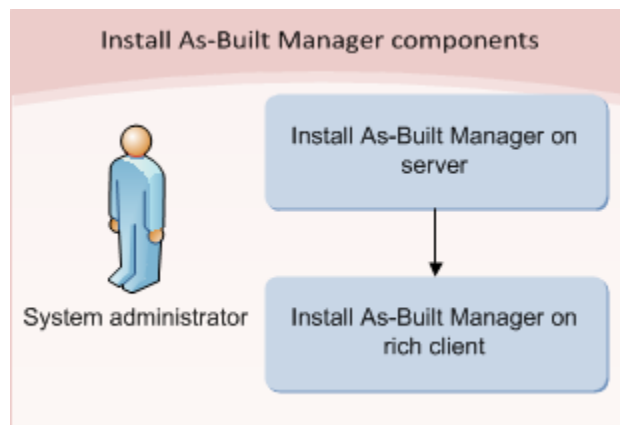 Install As-Built Manager components
Install As-Built Manager on
server
System administrator
Install As-Built Manager on
rich client